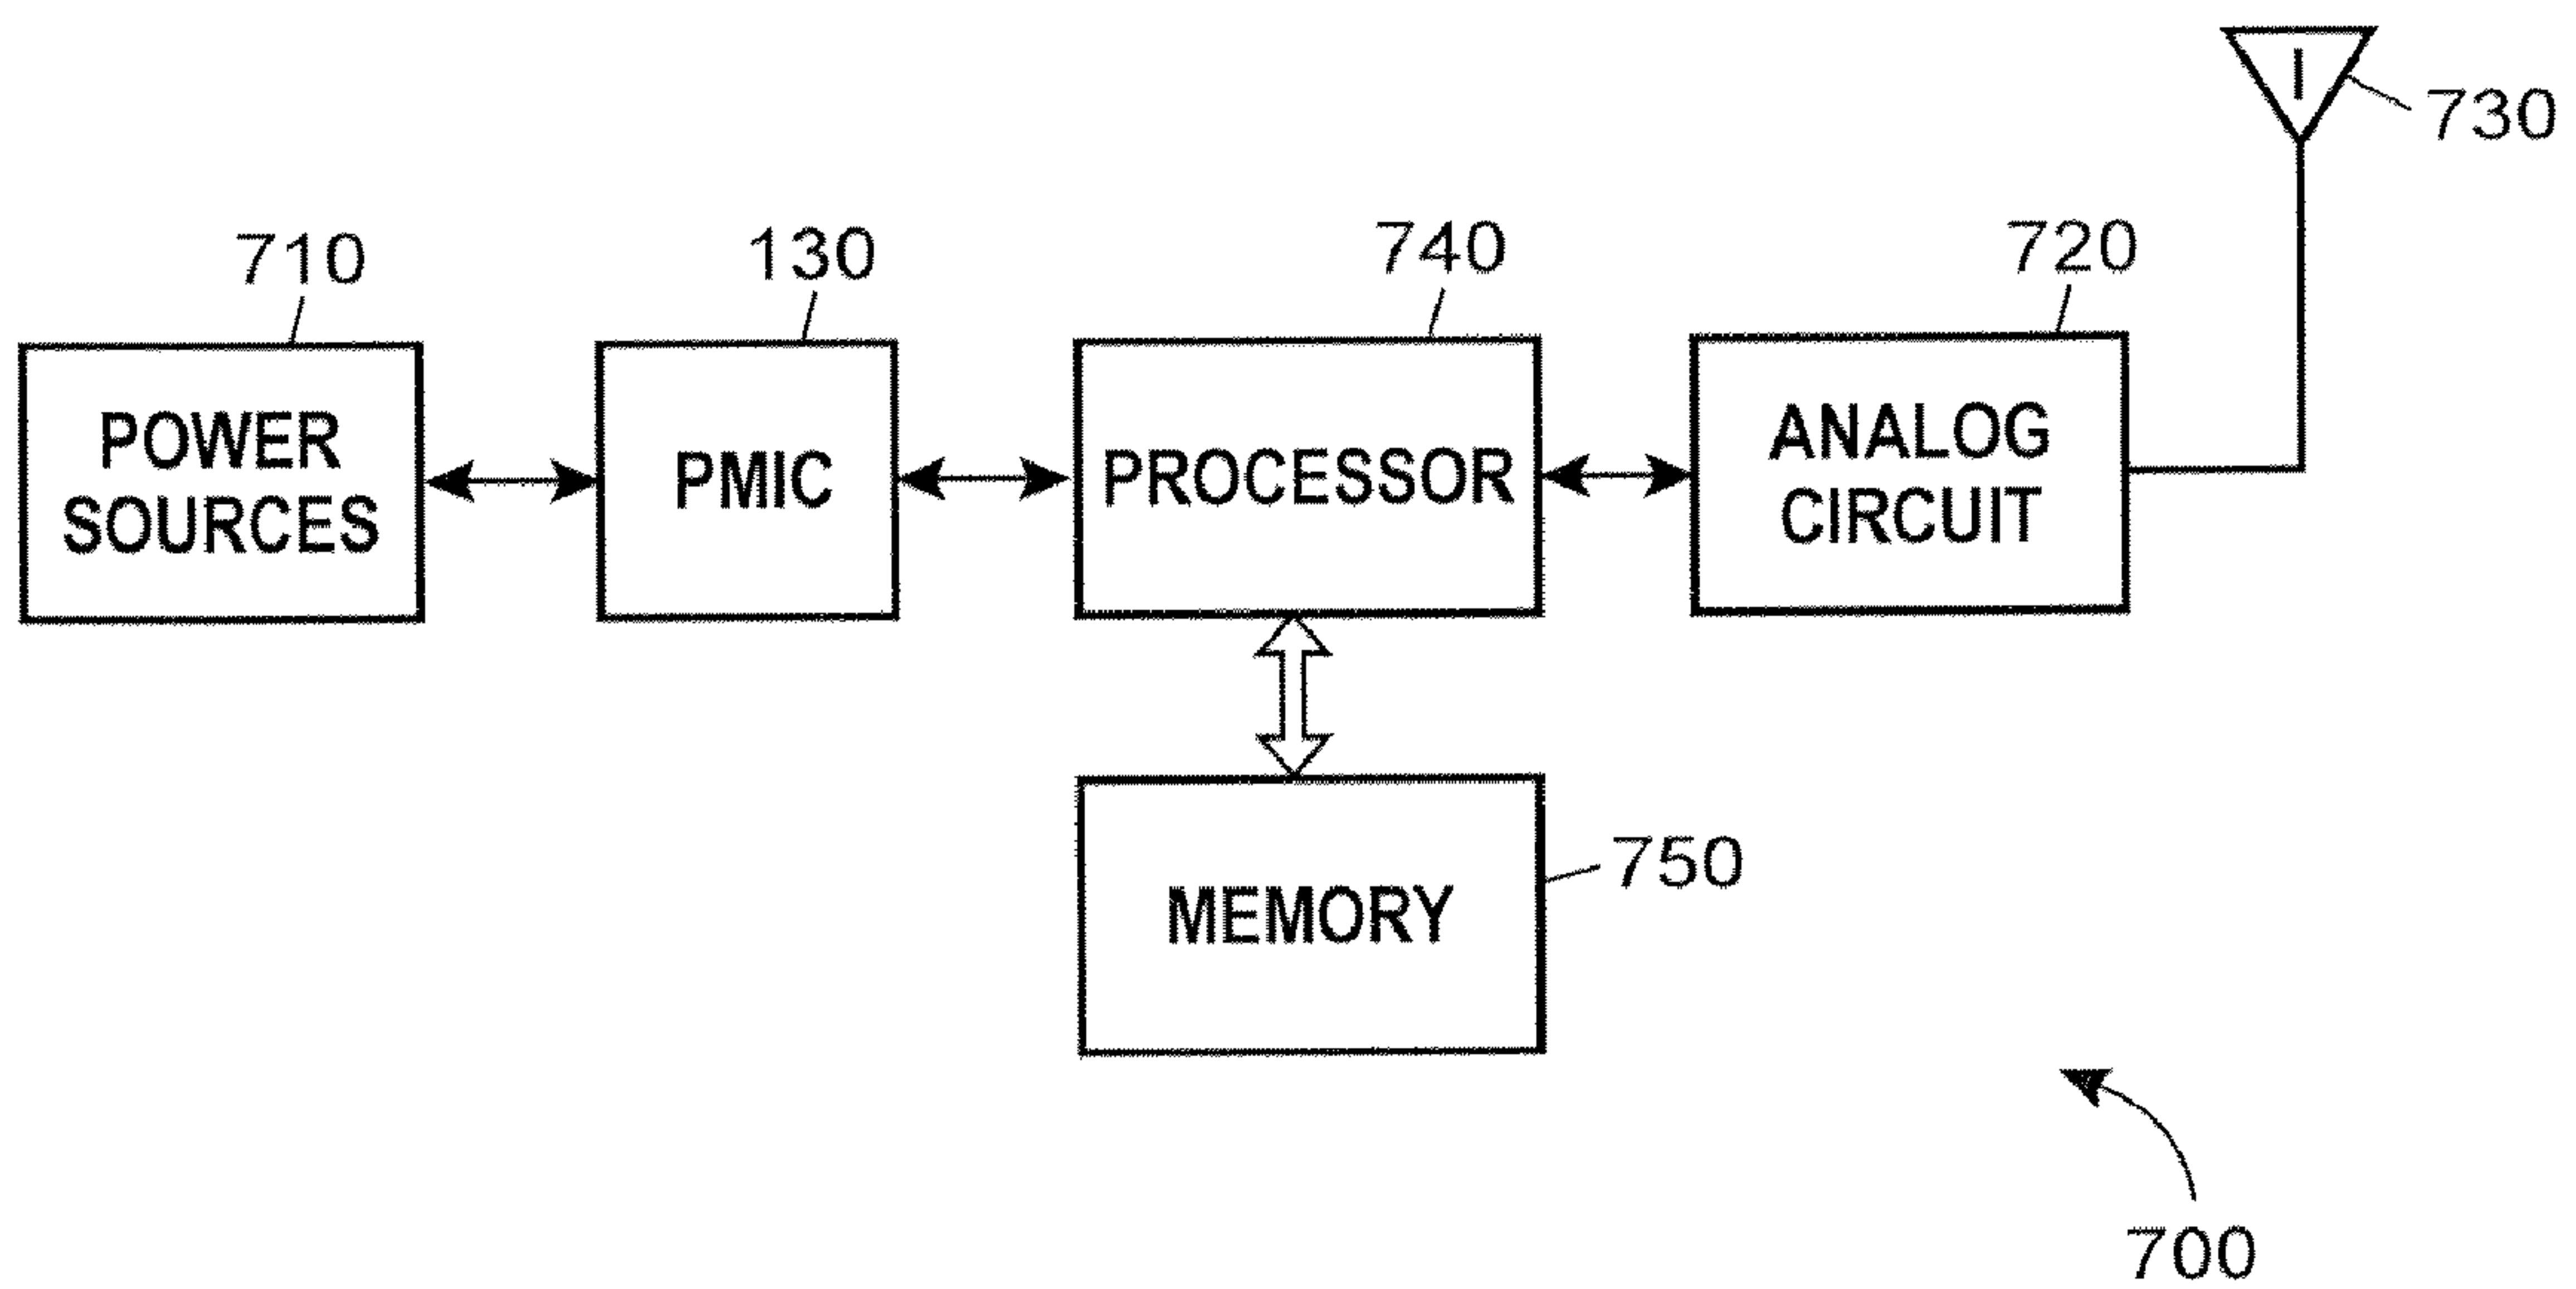 730
710
130
740
720
POWER
SOURCES
PMIC
PROCESSOR
ANALOG
CIRCUIT
MEMORY
750
700